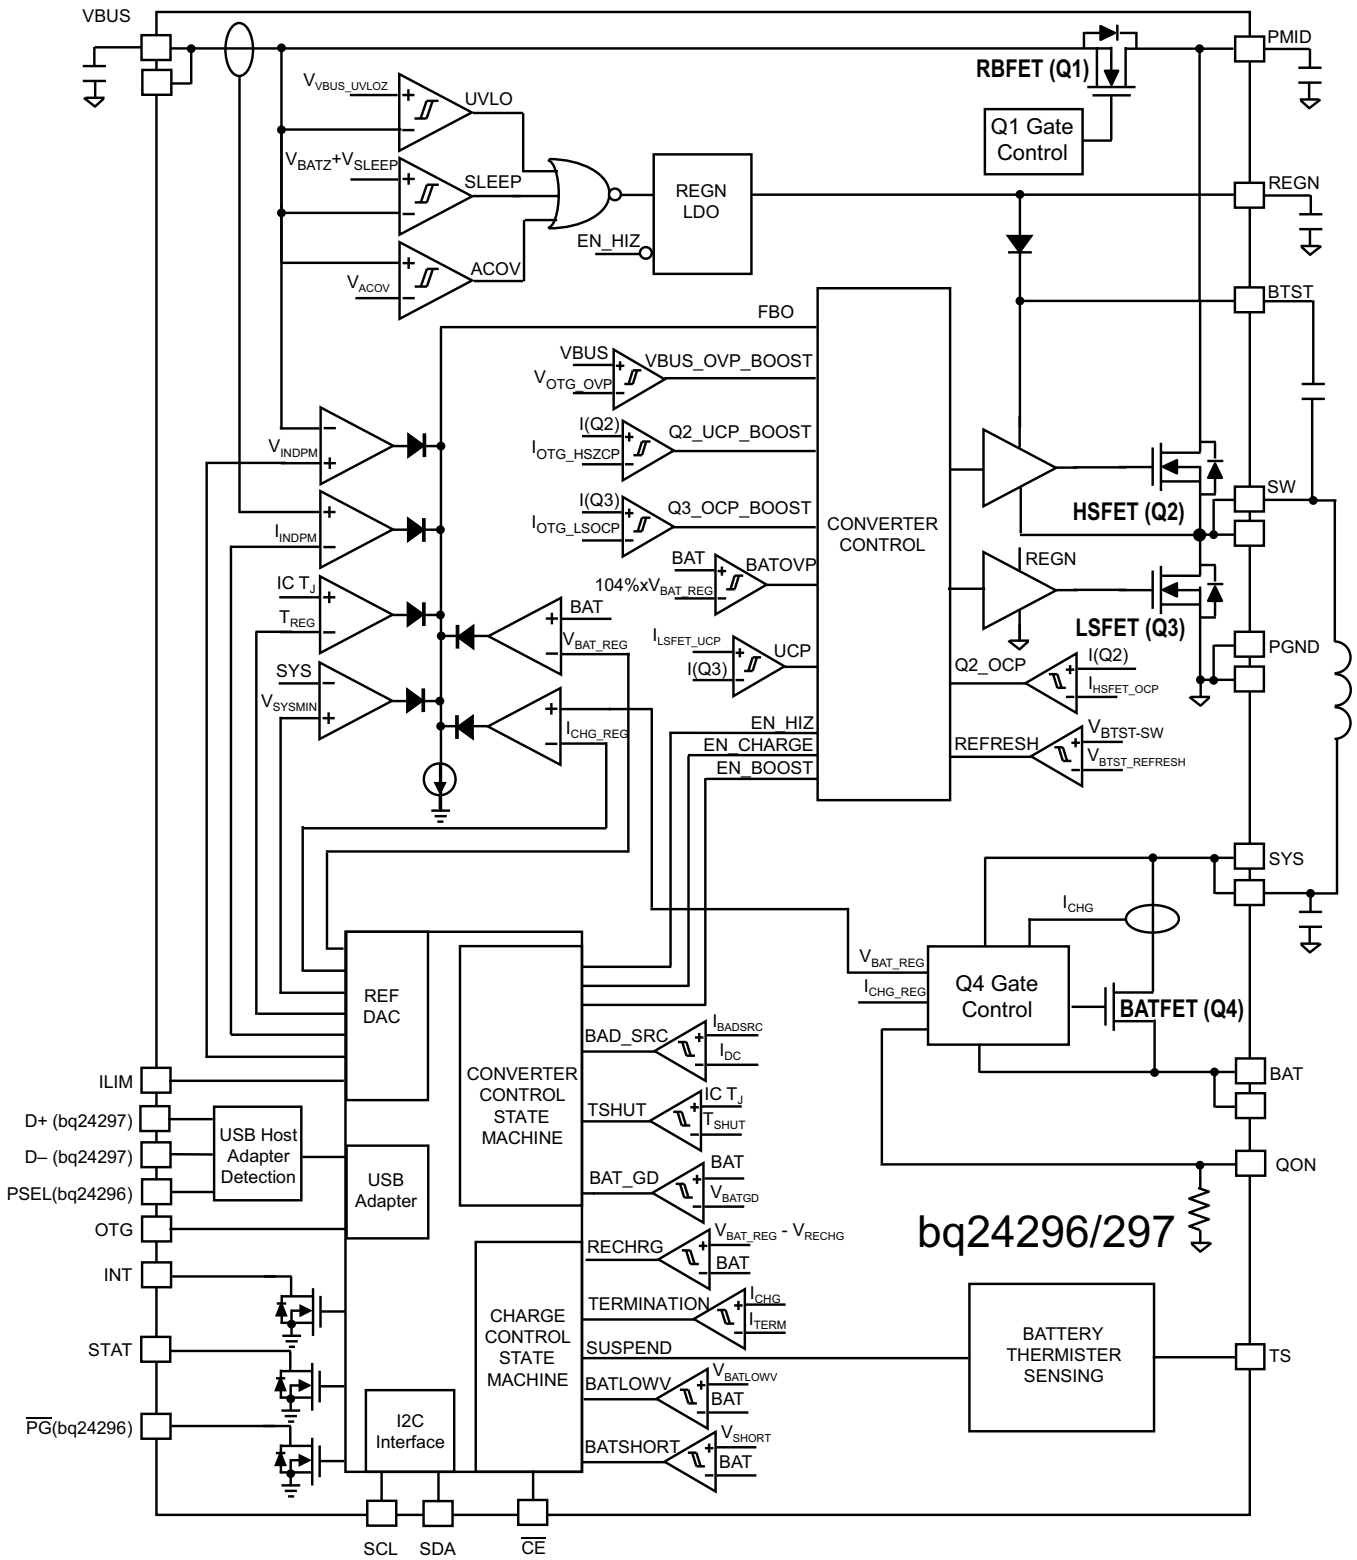 VBUS
PMID
RBFET (Q1)
Q1 Gate
Control
VVBUS_UVLOZ
UVLO
VBATZ+VSLEEP
SLEEP
VACOV
ACOV
EN_HIZ
REGN
LDO
REGN
BTST
FBO
VBUS
VOTG_OVP
VBUS_OVP_BOOST
I(Q2)
IOTG_HSZCP
Q2_UCP_BOOST
I(Q3)
IOTG_LSOCP
Q3_OCP_BOOST
BAT
104%xVBAT_REG
BATOVP
ILSFET_UCP
I(Q3)
UCP
CONVERTER
CONTROL
VINDPM
IINDPM
IC TJ
TREG
SYS
VSYSMIN
BAT
VBAT_REG
ICHG_REG
EN_HIZ
EN_CHARGE
EN_BOOST
HSFET (Q2)
SW
REGN
LSFET (Q3)
PGND
Q2_OCP
I(Q2)
IHSFET_OCP
REFRESH
VBTST-SW
VBTST_REFRESH
SYS
ICHG
VBAT_REG
ICHG_REG
Q4 Gate
Control
BATFET (Q4)
BAT
QON
bq24296/297
REF
DAC
CONVERTER
CONTROL
STATE
MACHINE
BAD_SRC
IBADSRC
IDC
TSHUT
IC TJ
TSHUT
BAT_GD
BAT
VBATGD
RECHRG
VBAT_REG - VRECHG
BAT
TERMINATION
ICHG
ITERM
SUSPEND
BATLOWV
VBATLOWV
BAT
BATSHORT
VSHORT
BAT
CHARGE
CONTROL
STATE
MACHINE
BATTERY
THERMISTER
SENSING
TS
ILIM
D+ (bq24297)
D– (bq24297)
PSEL(bq24296)
OTG
USB Host
Adapter
Detection
USB
Adapter
INT
STAT
PG(bq24296)
I2C
Interface
SCL
SDA
CE